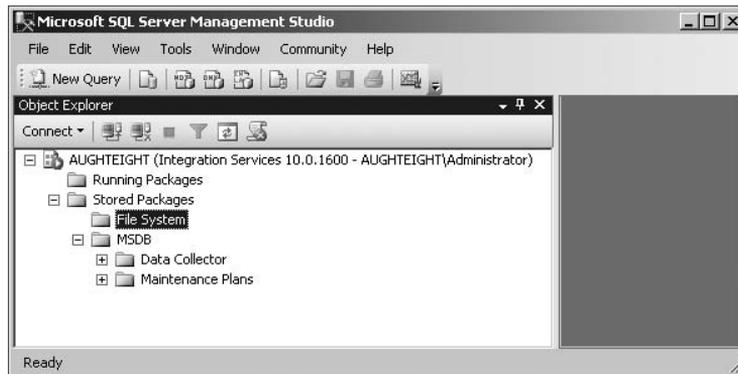 Microsoft SQL Server Management Studio
File Edit View Tools Window Community Help
New Query
Object Explorer
Connect
AUGHTEIGHT (Integration Services 10.0.1600 - AUGHTEIGHT\Administrator)
Running Packages
Stored Packages
File System
MSDB
Data Collector
Maintenance Plans
Ready